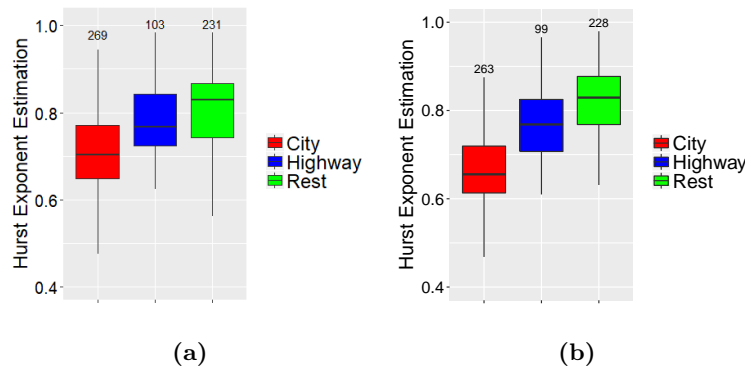 1.0
0.8
0.6
0.4
Hurst Exponent Estimation
269
103
231
City
Highway
Rest
(a)
1.0
0.8
0.6
0.4
Hurst Exponent Estimation
263
99
228
City
Highway
Rest
(b)